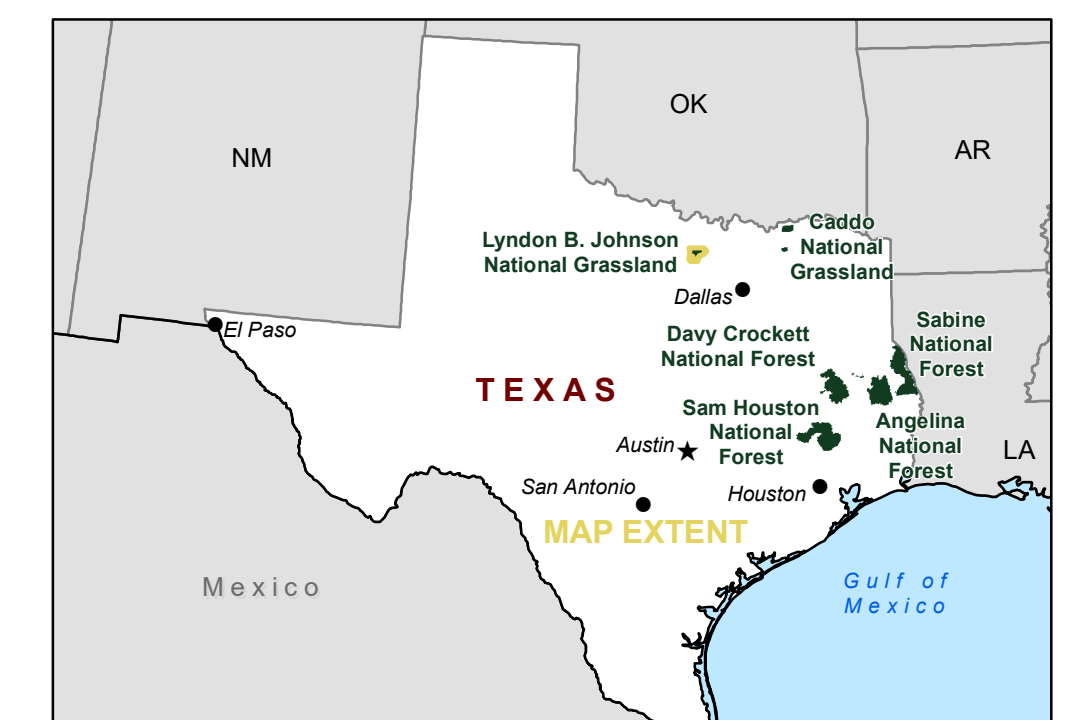 OK
AR
NM
Caddo
National
Grassland
Lyndon B. Johnson
National Grassland
Dallas
El Paso
Sabine
National
Forest
Davy Crockett
National Forest
TEXAS
Sam Houston
National
Forest
Angelina
National
Forest
Austin
LA
San Antonio
Houston
MAP EXTENT
Mexico
Gulf of
Mexico